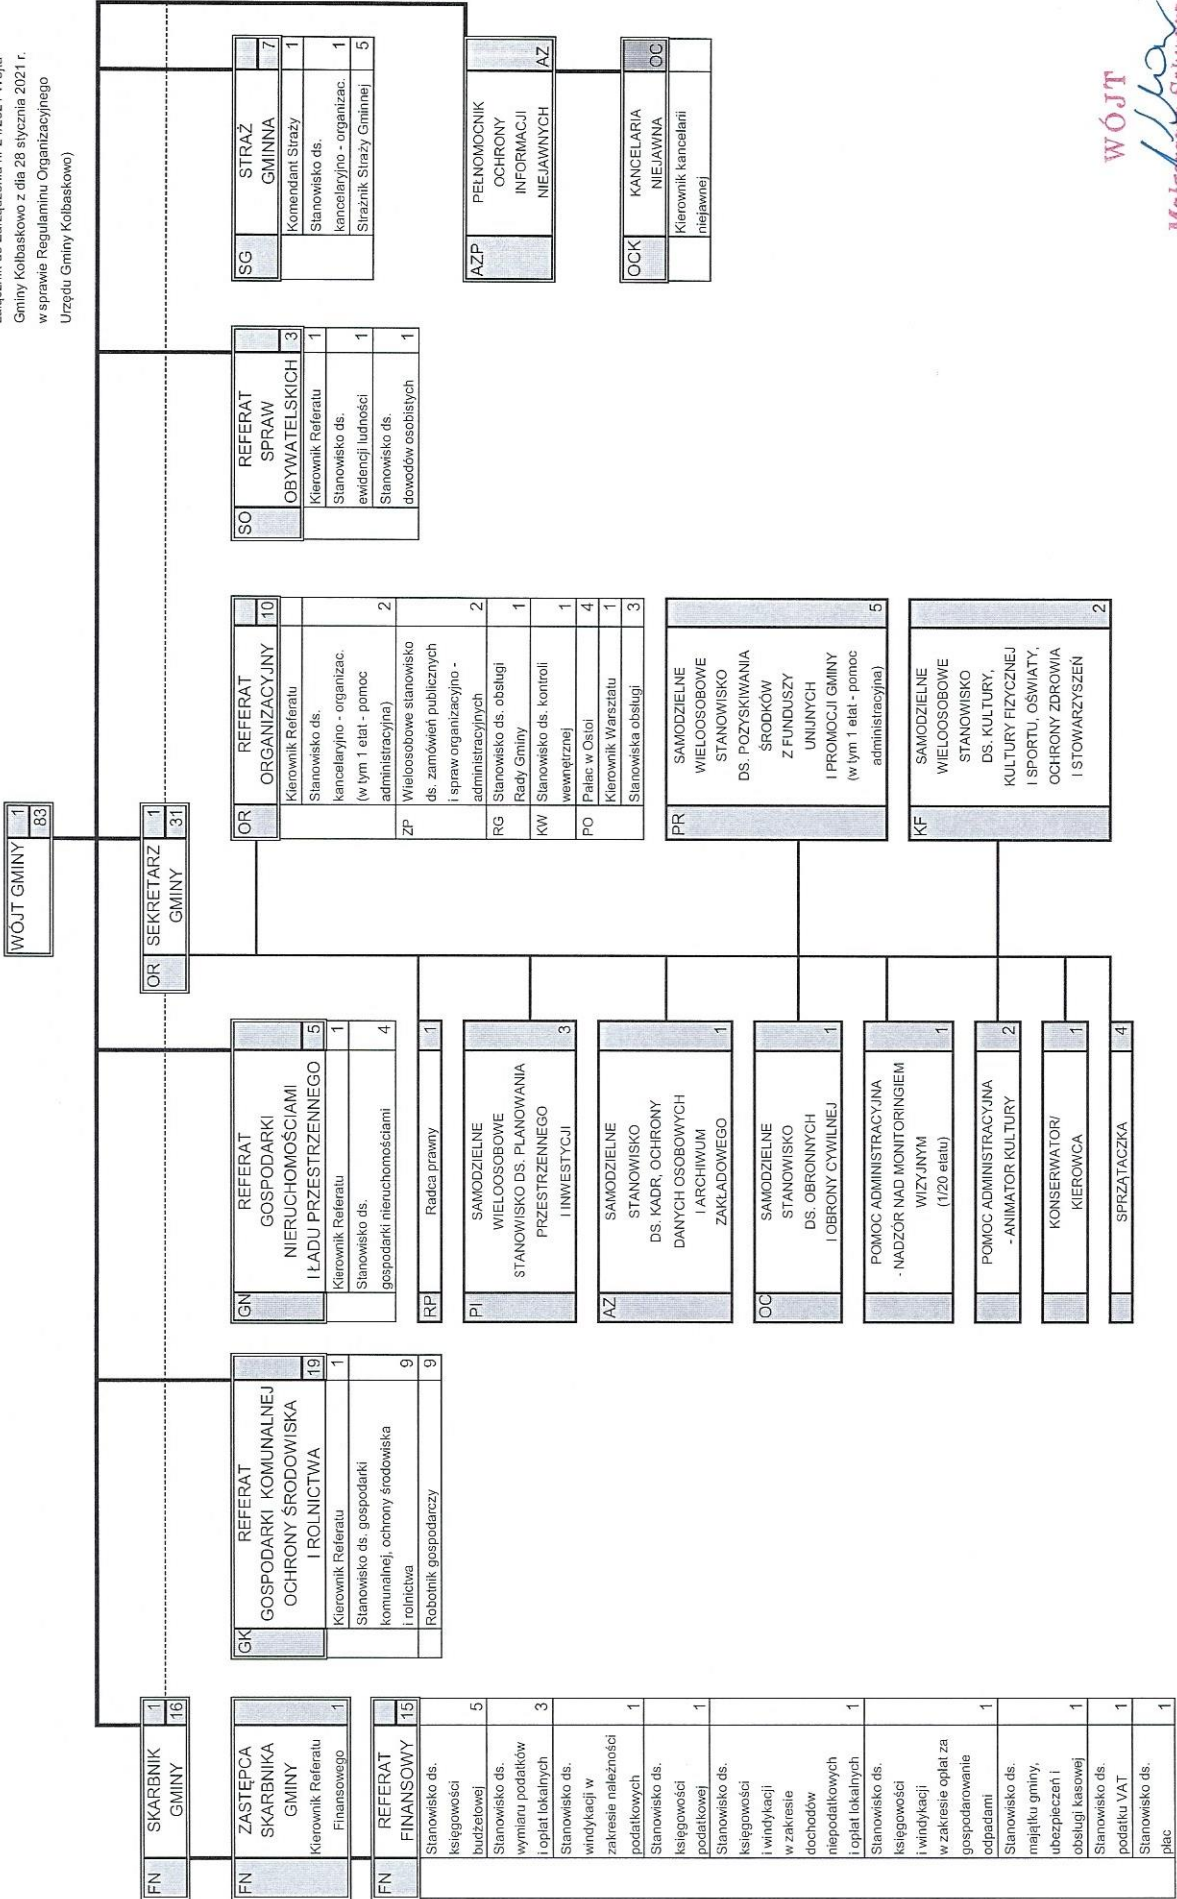 Gminy Kołbaskowo z dnia 28 stycznia 2021 r.
w sprawie Regulaminu Organizacyjnego
Urzędu Gminy Kołbaskowo)
WÓJT GMINY 1
83
OR SEKRETARZ 1
GMINY 31
FN SKARBNIK 1
GMINY 16
FN ZASTĘPCA
SKARBNIKA
GMINY
Kierownik Referatu
Finansowego 1
FN REFERAT
FINANSOWY 15
Stanowisko ds.
księgowości
budżetowej 5
Stanowisko ds.
wymiaru podatków
i opłat lokalnych 3
Stanowisko ds.
windykacji w
zakresie należności
podatkowych 1
Stanowisko ds.
księgowości
podatkowej 1
Stanowisko ds.
księgowości
i windykacji
w zakresie
dochodów
niepodatkowych
i opłat lokalnych 1
Stanowisko ds.
księgowości
i windykacji
w zakresie opłat za
gospodarowanie
odpadami 1
Stanowisko ds.
majątku gminy,
ubezpieczeń i
obsługi kasowej 1
Stanowisko ds.
podatku VAT 1
Stanowisko ds.
płac 1
GK REFERAT
GOSPODARKI KOMUNALNEJ
OCHRONY ŚRODOWISKA
I ROLNICTWA 19
Kierownik Referatu 1
Stanowisko ds. gospodarki
komunalnej, ochrony środowiska
i rolnictwa 9
Robotnik gospodarczy 9
GN REFERAT
GOSPODARKI
NIERUCHOMOŚCIAMI
I ŁADU PRZESTRZENNEGO 5
Kierownik Referatu 1
Stanowisko ds.
gospodarki nieruchomościami 4
RP Radca prawny 1
PI SAMODZIELNE
WIELOOSOBOWE
STANOWISKO DS. PLANOWANIA
PRZESTRZENNEGO
I INWESTYCJI 3
AZ SAMODZIELNE
STANOWISKO
DS. KADR, OCHRONY
DANYCH OSOBOWYCH
I ARCHIWUM
ZAKŁADOWEGO 1
OC SAMODZIELNE
STANOWISKO
DS. OBRONNYCH
I OBRONY CYWILNEJ 1
POMOC ADMINISTRACYJNA
- NADZÓR NAD MONITORINGIEM
WIZYJNYM
(1/20 etatu) 1
POMOC ADMINISTRACYJNA
- ANIMATOR KULTURY 2
KONSERWATOR/
KIEROWCA 1
SPRZĄTACZKA 4
OR REFERAT
ORGANIZACYJNY 10
Kierownik Referatu
Stanowisko ds.
kancelaryjno - organizac.
(w tym 1 etat - pomoc
administracyjna) 2
ZP Wieloosobowe stanowisko
ds. zamówień publicznych
i spraw organizacyjno -
administracyjnych 2
RG Stanowisko ds. obsługi
Rady Gminy 1
KW Stanowisko ds. kontroli
wewnętrznej 1
PO Pałac w Ostoi 4
Kierownik Warsztatu 1
Stanowiska obsługi 3
PR SAMODZIELNE
WIELOOSOBOWE
STANOWISKO
DS. POZYSKIWANIA
ŚRODKÓW
Z FUNDUSZY
UNIJNYCH
I PROMOCJI GMINY
(w tym 1 etat - pomoc
administracyjna) 5
KF SAMODZIELNE
WIELOOSOBOWE
STANOWISKO
DS. KULTURY,
KULTURY FIZYCZNEJ
I SPORTU, OŚWIATY,
OCHRONY ZDROWIA
I STOWARZYSZEŃ 2
SO REFERAT
SPRAW
OBYWATELSKICH 3
Kierownik Referatu 1
Stanowisko ds.
ewidencji ludności 1
Stanowisko ds.
dowodów osobistych 1
SG STRAŻ
GMINNA 7
Komendant Straży 1
Stanowisko ds.
kancelaryjno - organizac. 1
Strażnik Straży Gminnej 5
AZP PEŁNOMOCNIK AZ
OCHRONY
INFORMACJI
NIEJAWNYCH
OCK KANCELARIA OC
NIEJAWNA
Kierownik kancelarii
niejawnej
WÓJT